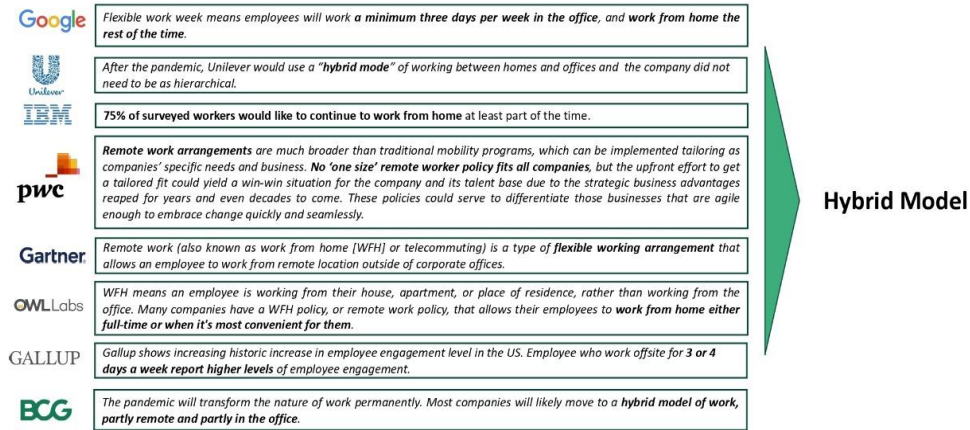 Google
Flexible work week means employees will work a minimum three days per week in the office, and work from home the
rest of the time.
Unilever
After the pandemic, Unilever would use a “hybrid mode” of working between homes and offices and the company did not
need to be as hierarchical.
IBM
75% of surveyed workers would like to continue to work from home at least part of the time.
pwc
Remote work arrangements are much broader than traditional mobility programs, which can be implemented tailoring as
companies’ specific needs and business. No ‘one size’ remote worker policy fits all companies, but the upfront effort to get
a tailored fit could yield a win-win situation for the company and its talent base due to the strategic business advantages
reaped for years and even decades to come. These policies could serve to differentiate those businesses that are agile
enough to embrace change quickly and seamlessly.
Hybrid Model
Gartner
Remote work (also known as work from home [WFH] or telecommuting) is a type of flexible working arrangement that
allows an employee to work from remote location outside of corporate offices.
OWL Labs
WFH means an employee is working from their house, apartment, or place of residence, rather than working from the
office. Many companies have a WFH policy, or remote work policy, that allows their employees to work from home either
full-time or when it's most convenient for them.
GALLUP
Gallup shows increasing historic increase in employee engagement level in the US. Employee who work offsite for 3 or 4
days a week report higher levels of employee engagement.
BCG
The pandemic will transform the nature of work permanently. Most companies will likely move to a hybrid model of work,
partly remote and partly in the office.